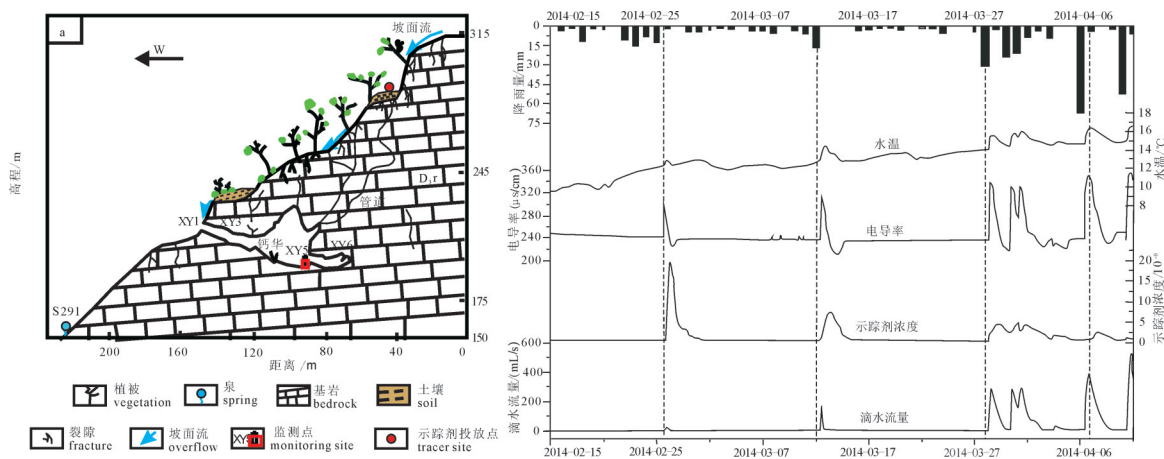 a
W
坡面流
315
245
175
150
高程/m
D₃r
管道
XY1
XY3
钙华
XY5
XY6
S291
200
160
120
80
40
0
距离/m
植被
vegetation
泉
spring
基岩
bedrock
土壤
soil
裂隙
fracture
坡面流
overflow
XY5
监测点
monitoring site
示踪剂投放点
tracer site
2014-02-15
2014-02-25
2014-03-07
2014-03-17
2014-03-27
2014-04-06
0
15
30
45
60
75
降雨量/mm
18
16
14
12
10
8
水温/℃
水温
360
320
280
240
200
电导率(μs/cm)
电导率
20
15
10
5
0
示踪剂浓度/10⁻⁹
示踪剂浓度
600
400
200
0
滴水流量/(mL/s)
滴水流量
2014-02-15
2014-02-25
2014-03-07
2014-03-17
2014-03-27
2014-04-06